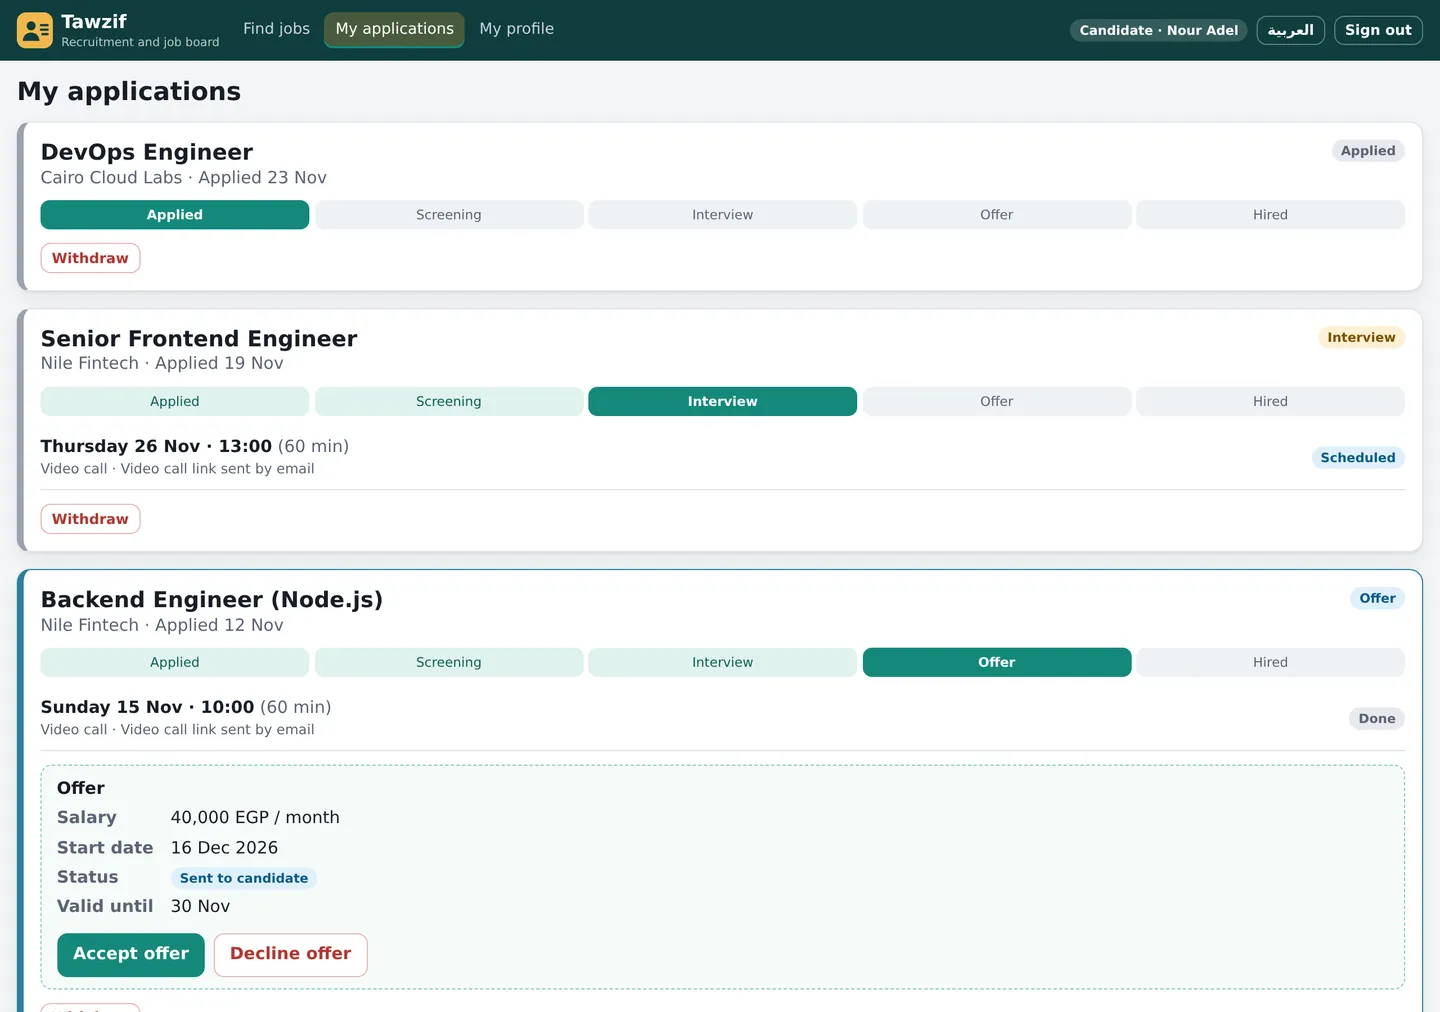 Tawzif
Recruitment and job board
Find jobs
My applications
My profile
Candidate · Nour Adel
العربية
Sign out
My applications
DevOps Engineer
Applied
Cairo Cloud Labs · Applied 23 Nov
Applied
Screening
Interview
Offer
Hired
Withdraw
Senior Frontend Engineer
Interview
Nile Fintech · Applied 19 Nov
Applied
Screening
Interview
Offer
Hired
Thursday 26 Nov · 13:00 (60 min)
Video call · Video call link sent by email
Scheduled
Withdraw
Backend Engineer (Node.js)
Offer
Nile Fintech · Applied 12 Nov
Applied
Screening
Interview
Offer
Hired
Sunday 15 Nov · 10:00 (60 min)
Video call · Video call link sent by email
Done
Offer
Salary 40,000 EGP / month
Start date 16 Dec 2026
Status Sent to candidate
Valid until 30 Nov
Accept offer
Decline offer